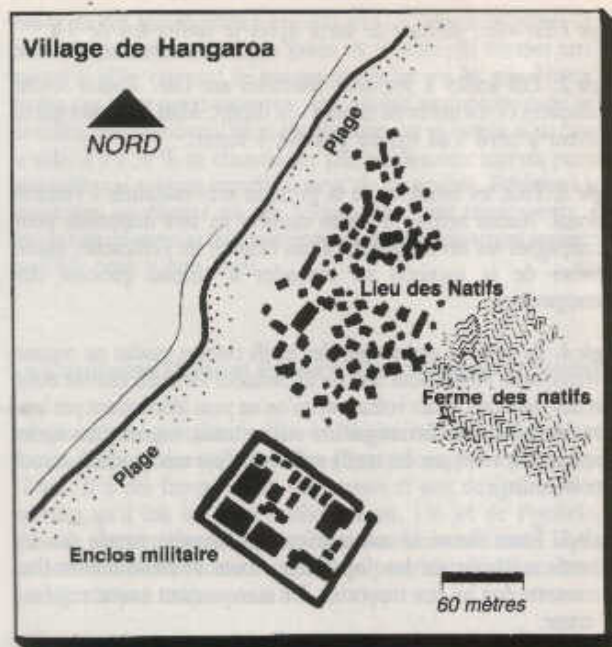 Village de Hangaroa
NORD
Plage
Lieu des Natifs
Ferme des natifs
Plage
Enclos militaire
60 mètres